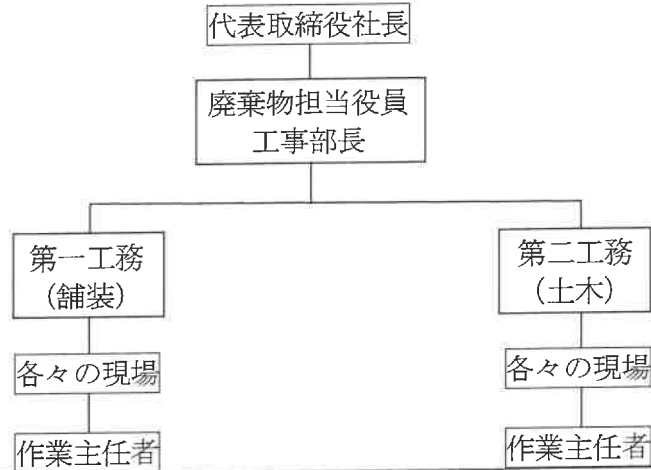 代表取締役社長
廃棄物担当役員
工事部長
第一工務
(舗装)
第二工務
(土木)
各々の現場
各々の現場
作業主任者
作業主任者